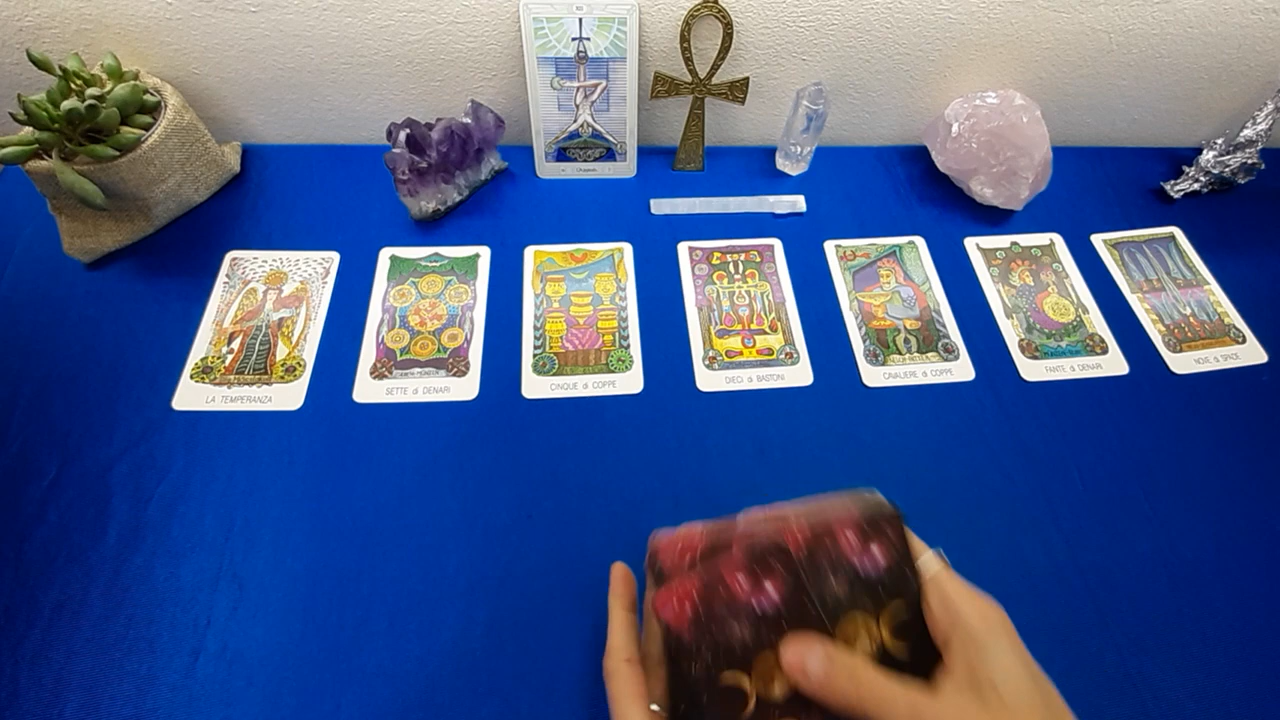 XII
LA TEMPERANZA
SETTE di DENARI
CINQUE di COPPE
DIECI di BASTONI
CAVALIERE di COPPE
FANTE di DENARI
NOVE di SPADE